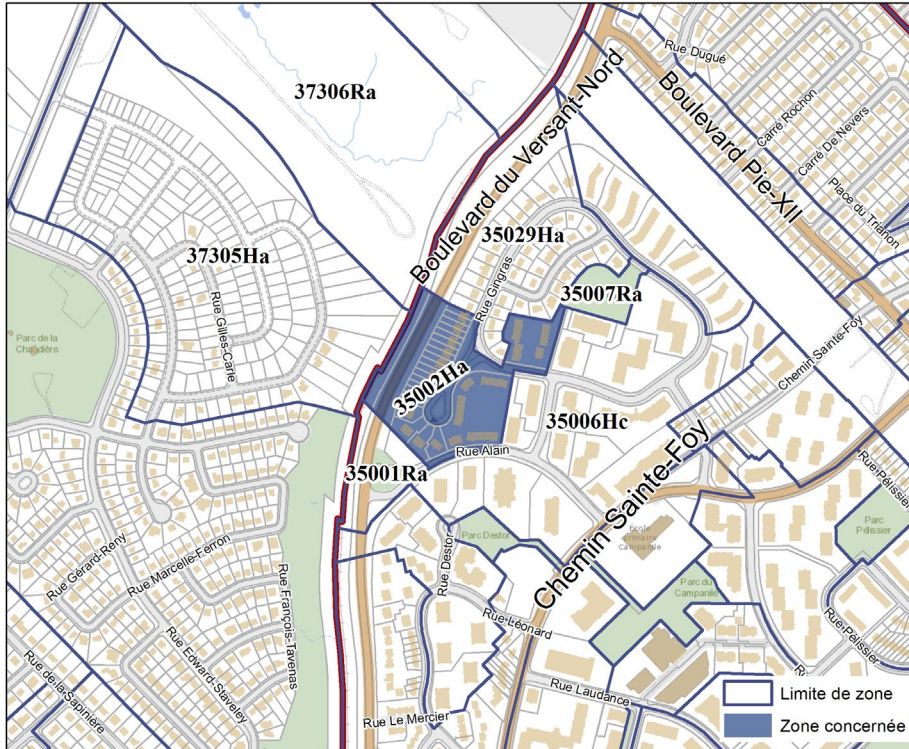 Rue Dugué
Boulevard Pie-XII
Carré Rochon
Carré De Nevers
Place du Trianon
37306Ra
Boulevard du Versant-Nord
35029Ha
37305Ha
Rue Gingras
35007Ra
Rue Gilles-Carle
Parc de la
Chaudière
Chemin Sainte-Foy
35002Ha
35006Hc
Rue Alain
35001Ra
Chemin Sainte-Foy
Rue Pélissier
Parc
Pélissier
École
primaire
Campanile
Parc Destor
Rue Destor
Rue Gérard-Reny
Rue Marcelle-Ferron
Rue François-Tavenas
Parc du
Campanile
Rue Léonard
Rue-Pélissier
Rue Edward-Staveley
Rue de-la-Sapinière
Rue Laudance
Rue Le Mercier
Limite de zone
Zone concernée